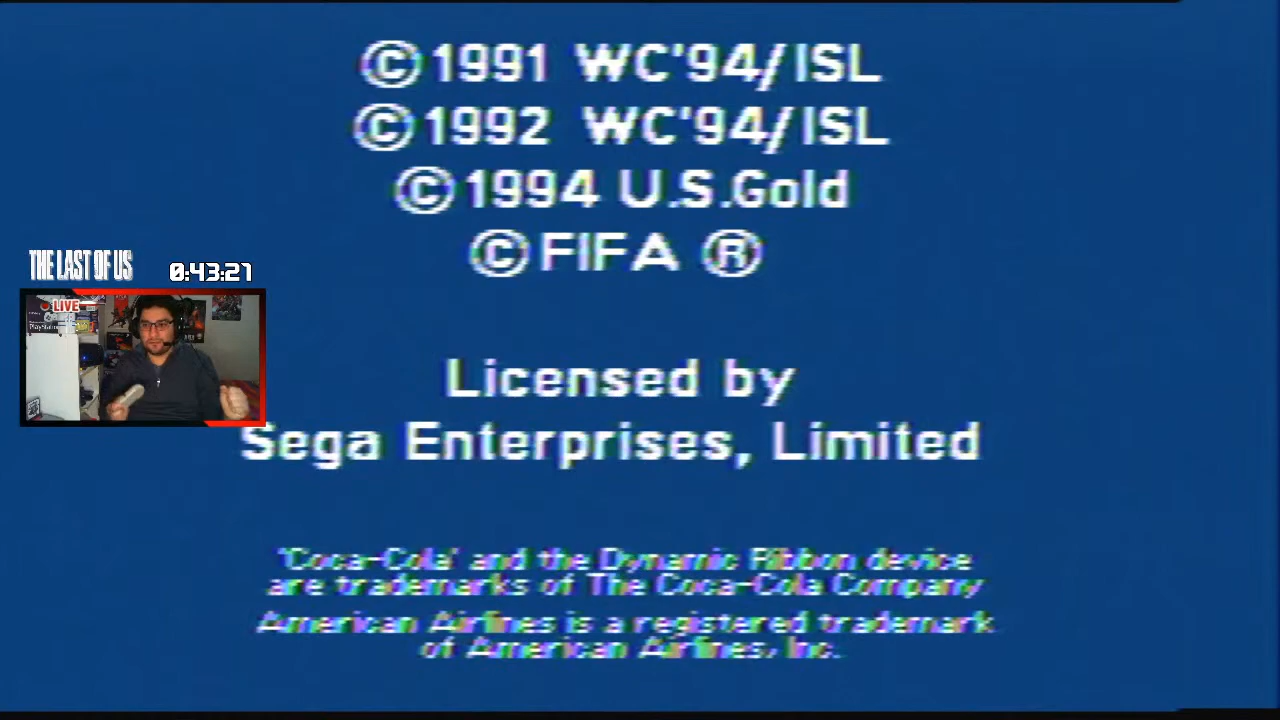 ©1991 WC'94/ISL
©1992 WC'94/ISL
©1994 U.S.Gold
©FIFA ®
THE LAST OF US
0:43:27
LIVE
PlayStation
Licensed by
Sega Enterprises, Limited
'Coca-Cola' and the Dynamic Ribbon device
are trademarks of The Coca-Cola Company
American Airlines is a registered trademark
of American Airlines, Inc.